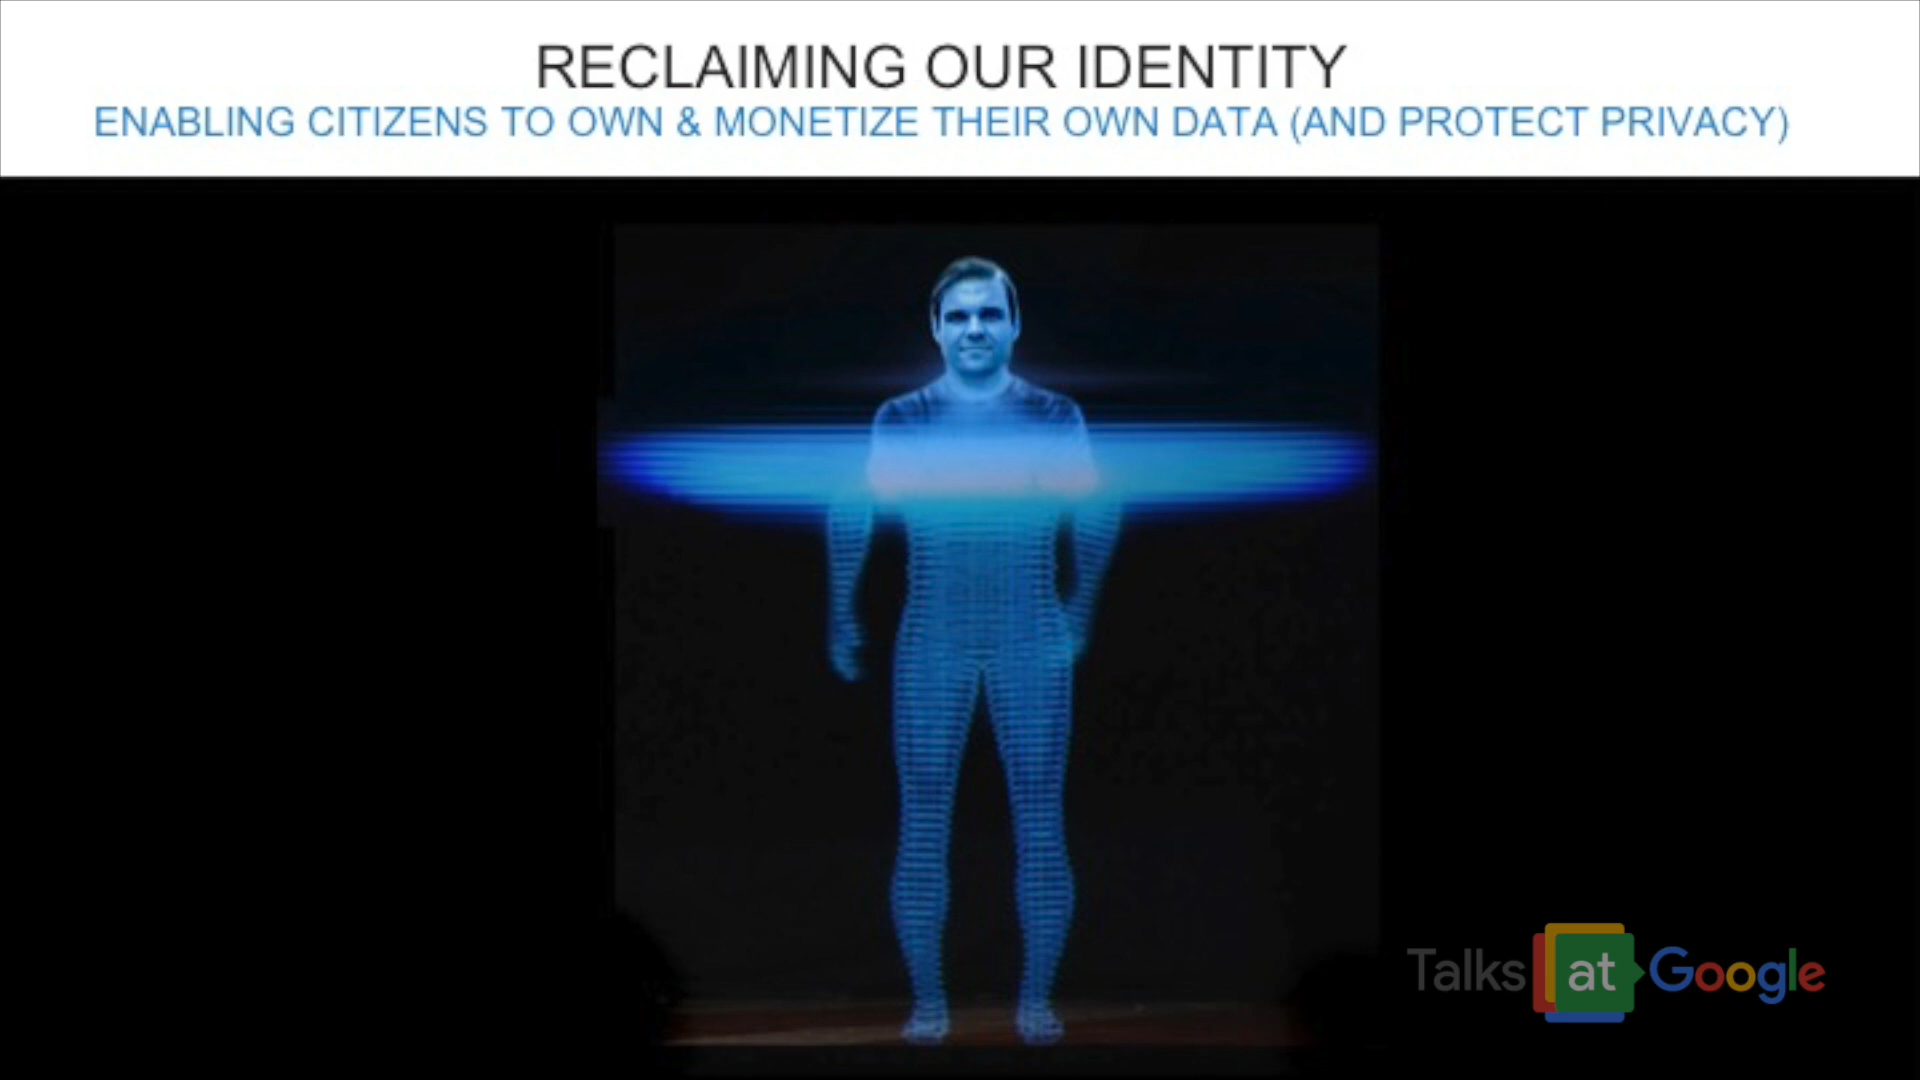 RECLAIMING OUR IDENTITY
ENABLING CITIZENS TO OWN & MONETIZE THEIR OWN DATA (AND PROTECT PRIVACY)
Talks at Google